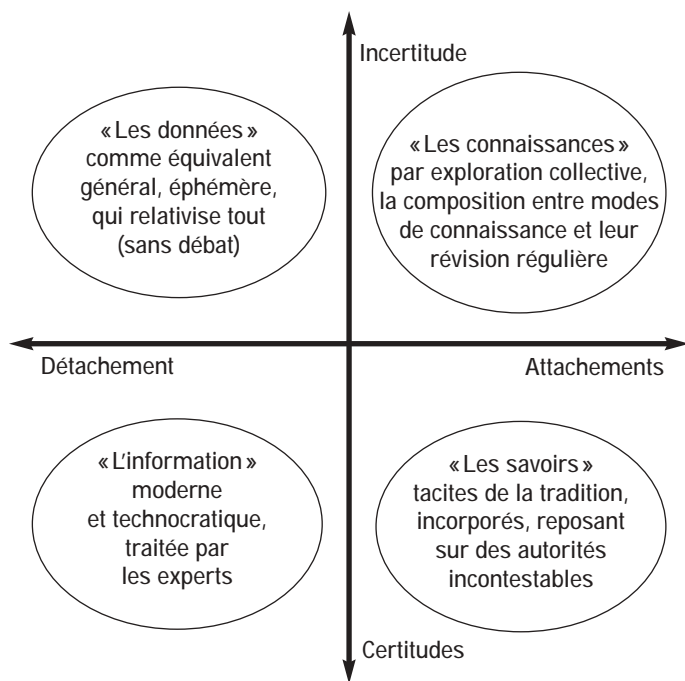 Incertitude
« Les données »
comme équivalent
général, éphémère,
qui relativise tout
(sans débat)
« Les connaissances »
par exploration collective,
la composition entre modes
de connaissance et leur
révision régulière
Détachement
Attachements
« L'information »
moderne
et technocratique,
traitée par
les experts
« Les savoirs »
tacites de la tradition,
incorporés, reposant
sur des autorités
incontestables
Certitudes